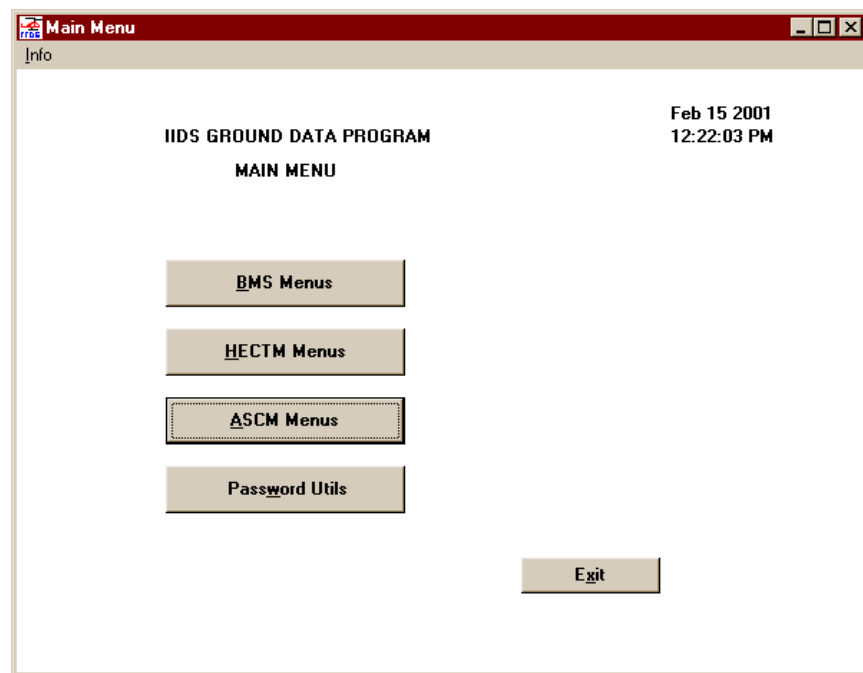 Main Menu
Info
Feb 15 2001
IIDS GROUND DATA PROGRAM
12:22:03 PM
MAIN MENU
BMS Menus
HECTM Menus
ASCM Menus
Password Utils
Exit